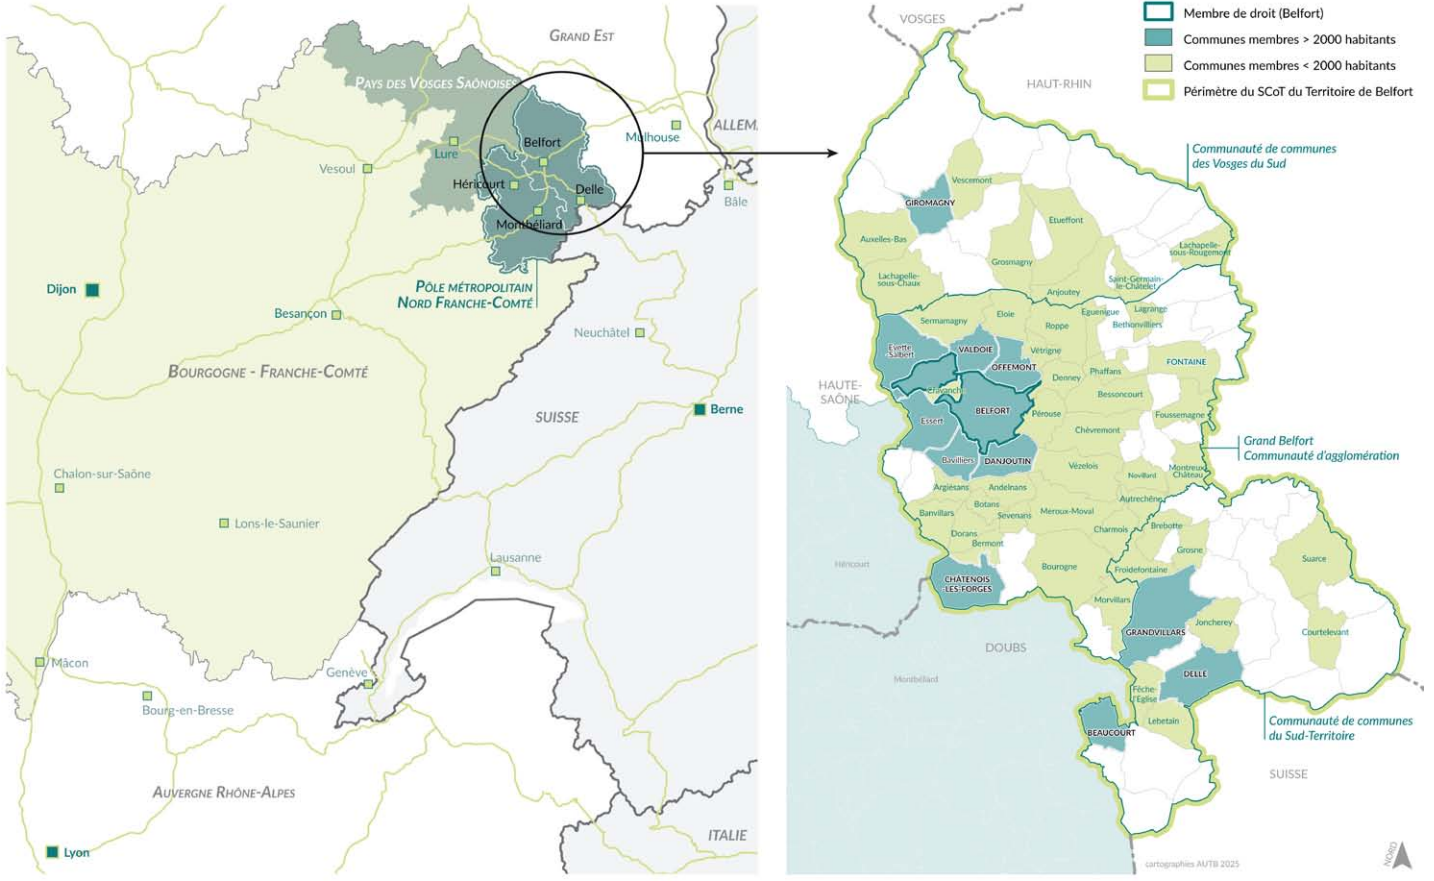 GRAND EST
PAYS DES VOSGES SAÔNOISES
Belfort
Mulhouse
ALLEM.
Lure
Vesoul
Héricourt
Delle
Bâle
Montbéliard
Dijon
PÔLE MÉTROPOLITAIN
NORD FRANCHE-COMTÉ
Besançon
Neuchâtel
BOURGOGNE - FRANCHE-COMTÉ
SUISSE
Berne
Chalon-sur-Saône
Lons-le-Saunier
Lausanne
Mâcon
Genève
Bourg-en-Bresse
AUVERGNE RHÔNE-ALPES
ITALIE
Lyon
VOSGES
Membre de droit (Belfort)
Communes membres > 2000 habitants
Communes membres < 2000 habitants
Périmètre du SCoT du Territoire de Belfort
HAUT-RHIN
Communauté de communes
des Vosges du Sud
Vescemont
GIROMAGNY
Etueffont
Auxelles-Bas
Lachapelle-
sous-Rougemont
Grosmagny
Lachapelle-
sous-Chaux
Saint-Germain-
le-Châtelet
Anjoutey
Eguenigue
Lagrange
Sermamagny
Eloie
Roppe
Bethonvilliers
Evette
-Salbert
VALDOIE
Vétrigne
OFFEMONT
FONTAINE
Denney
Phaffans
HAUTE-
SAÔNE
Cravanche
Bessoncourt
BELFORT
Pérouse
Foussemagne
Essert
Chèvremont
Grand Belfort
Communauté d'agglomération
Bavilliers
DANJOUTIN
Vézelois
Novillard
Montreux-
Château
Argiésans
Andelnans
Autrechêne
Botans
Banvillars
Sevenans
Meroux-Moval
Charmois
Brebotte
Dorans
Bermont
Grosne
Suarce
Héricourt
Bourogne
Froidefontaine
CHÂTENOIS
-LES-FORGES
Morvillars
Joncherey
GRANDVILLARS
Courtelevant
DOUBS
Montbéliard
DELLE
Fêche-
l'Eglise
Lebetain
BEAUCOURT
Communauté de communes
du Sud-Territoire
SUISSE
cartographies AUTB 2025
NORD